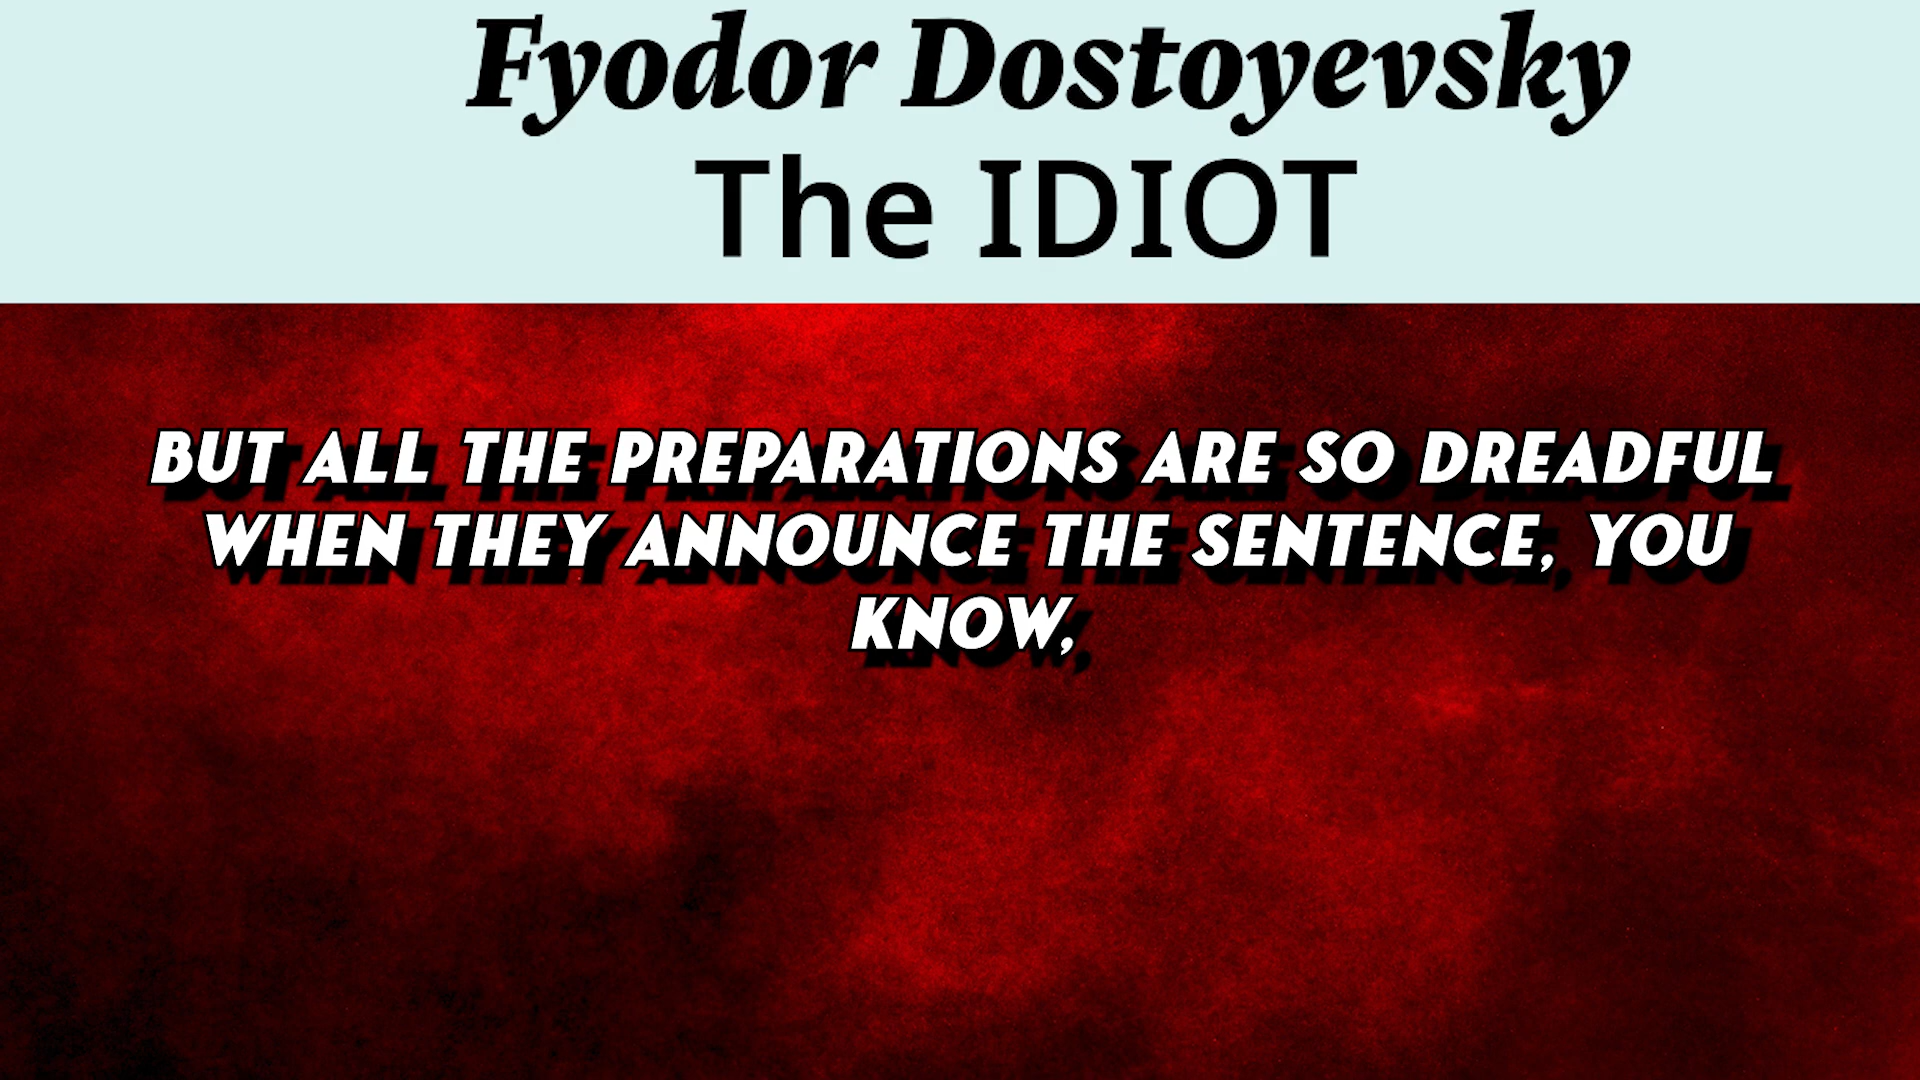 Fyodor Dostoyevsky
The IDIOT
BUT ALL THE PREPARATIONS ARE SO DREADFUL
WHEN THEY ANNOUNCE THE SENTENCE, YOU
KNOW,